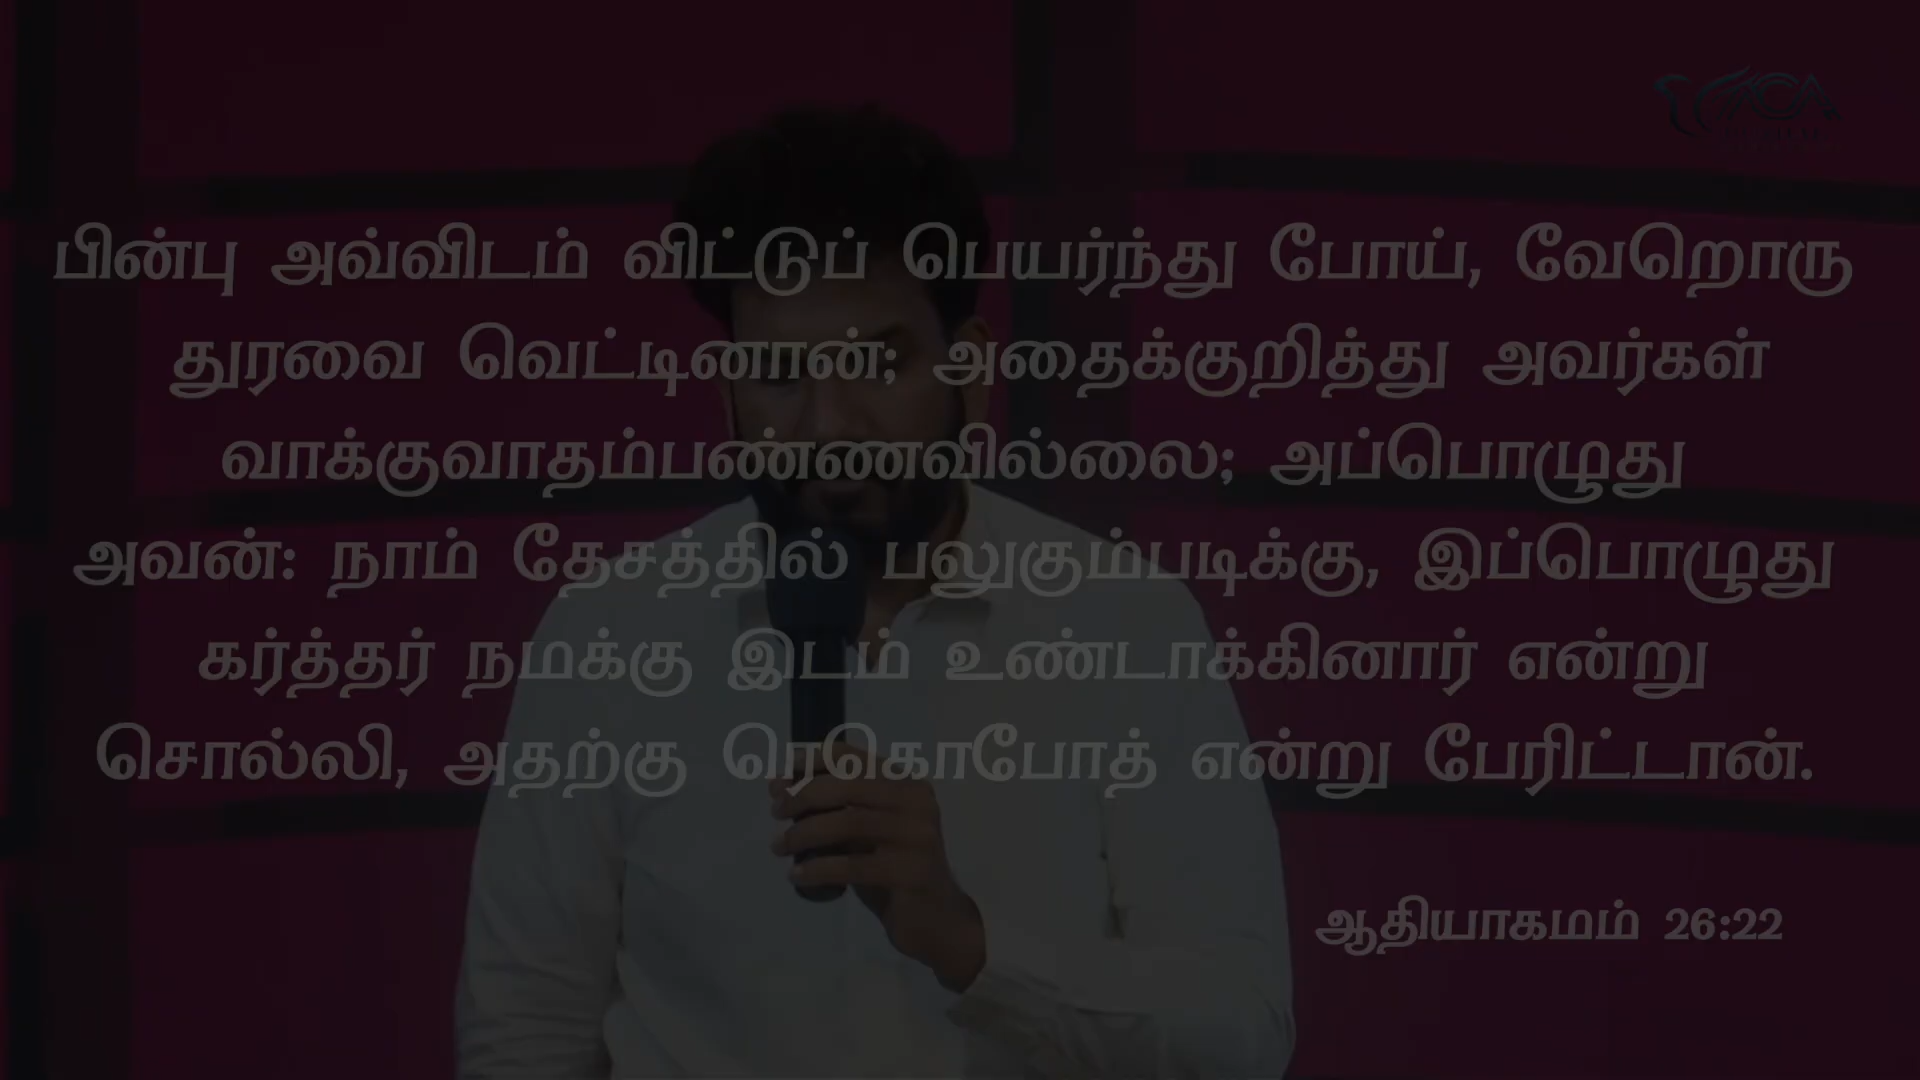 பின்பு அவ்விடம் விட்டுப் பெயர்ந்து போய், வேறொரு
துரவை வெட்டினான்; அதைக்குறித்து அவர்கள்
வாக்குவாதம்பண்ணவில்லை; அப்பொழுது
அவன்: நாம் தேசத்தில் பலுகும்படிக்கு, இப்பொழுது
கர்த்தர் நமக்கு இடம் உண்டாக்கினார் என்று
சொல்லி, அதற்கு ரெகொபோத் என்று பேரிட்டான்.
ஆதியாகமம் 26:22